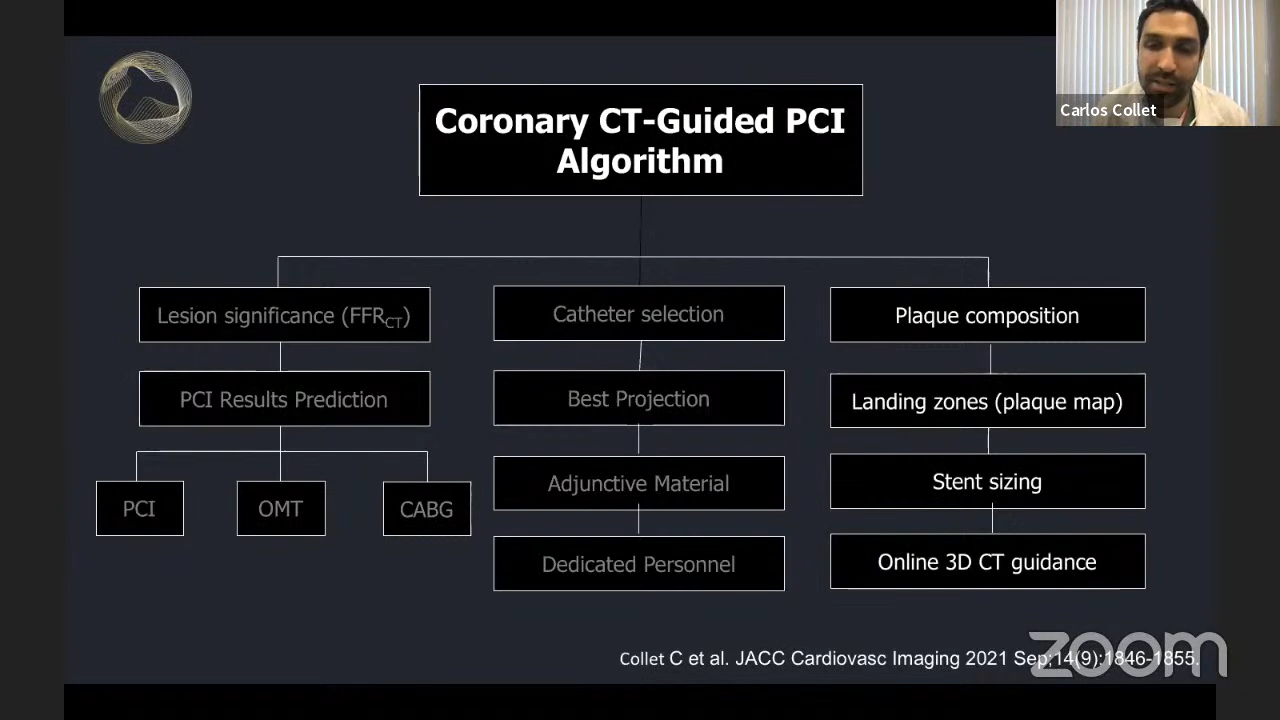 Carlos Collet
Coronary CT-Guided PCI
Algorithm
Lesion significance (FFRCT)
PCI Results Prediction
PCI
OMT
CABG
Catheter selection
Best Projection
Adjunctive Material
Dedicated Personnel
Plaque composition
Landing zones (plaque map)
Stent sizing
Online 3D CT guidance
Collet C et al. JACC Cardiovasc Imaging 2021 Sep;14(9):1846-1855.
zoom